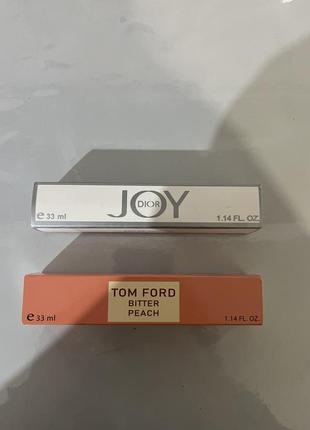 JOY
DIOR
e 33 ml
1.14 FL. OZ.
TOM FORD
BITTER
PEACH
e 33 ml
1.14 FL. OZ.